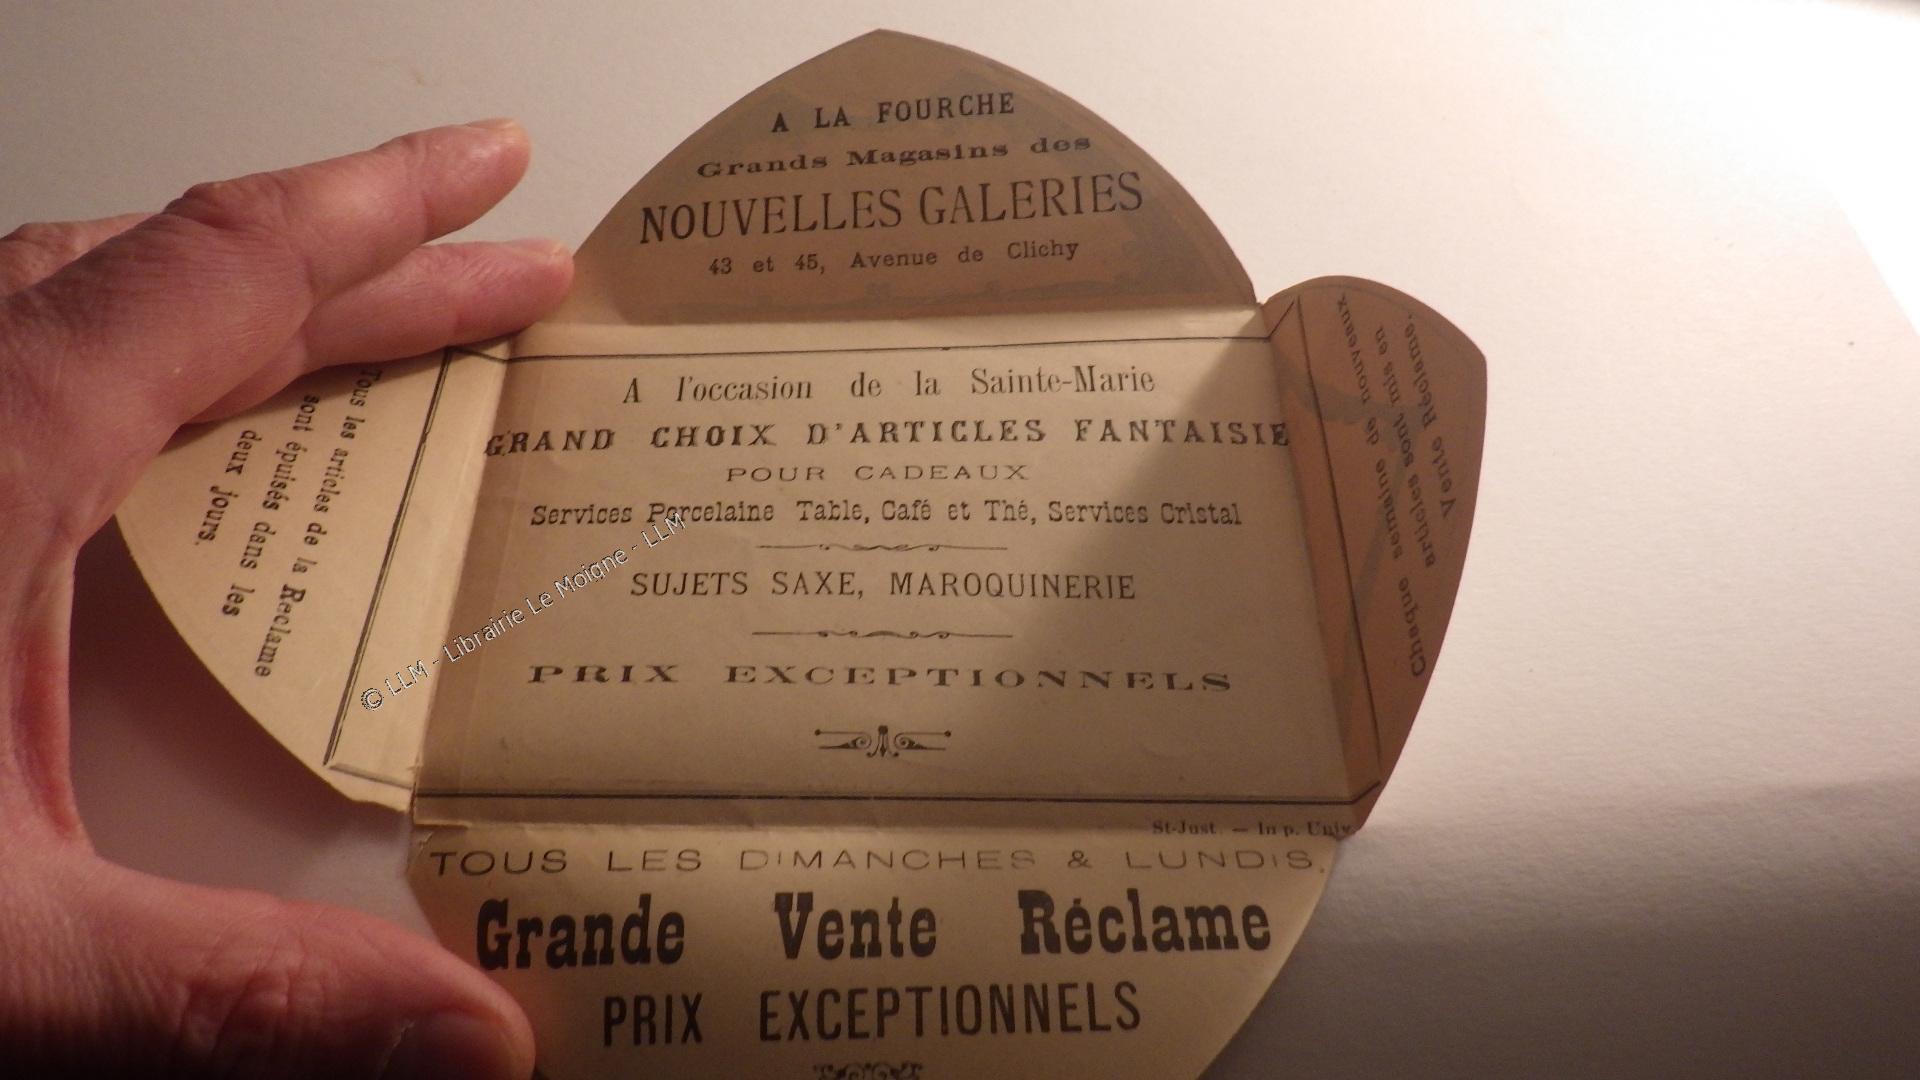 A LA FOURCHE
Grands Magasins des
NOUVELLES GALERIES
43 et 45, Avenue de Clichy
Tous les articles de la Reclame
sont épuisés dans les
deux jours.
A l'occasion de la Sainte-Marie
GRAND CHOIX D'ARTICLES FANTAISIE
POUR CADEAUX
Services Porcelaine Table, Café et Thé, Services Cristal
SUJETS SAXE, MAROQUINERIE
PRIX EXCEPTIONNELS
Chaque semaine de nouveaux
articles sont mis en
Vente Réclame.
St-Just. — Imp. Univ.
TOUS LES DIMANCHES & LUNDIS.
Grande Vente Réclame
PRIX EXCEPTIONNELS
© LLM - Librairie Le Moigne - LLM